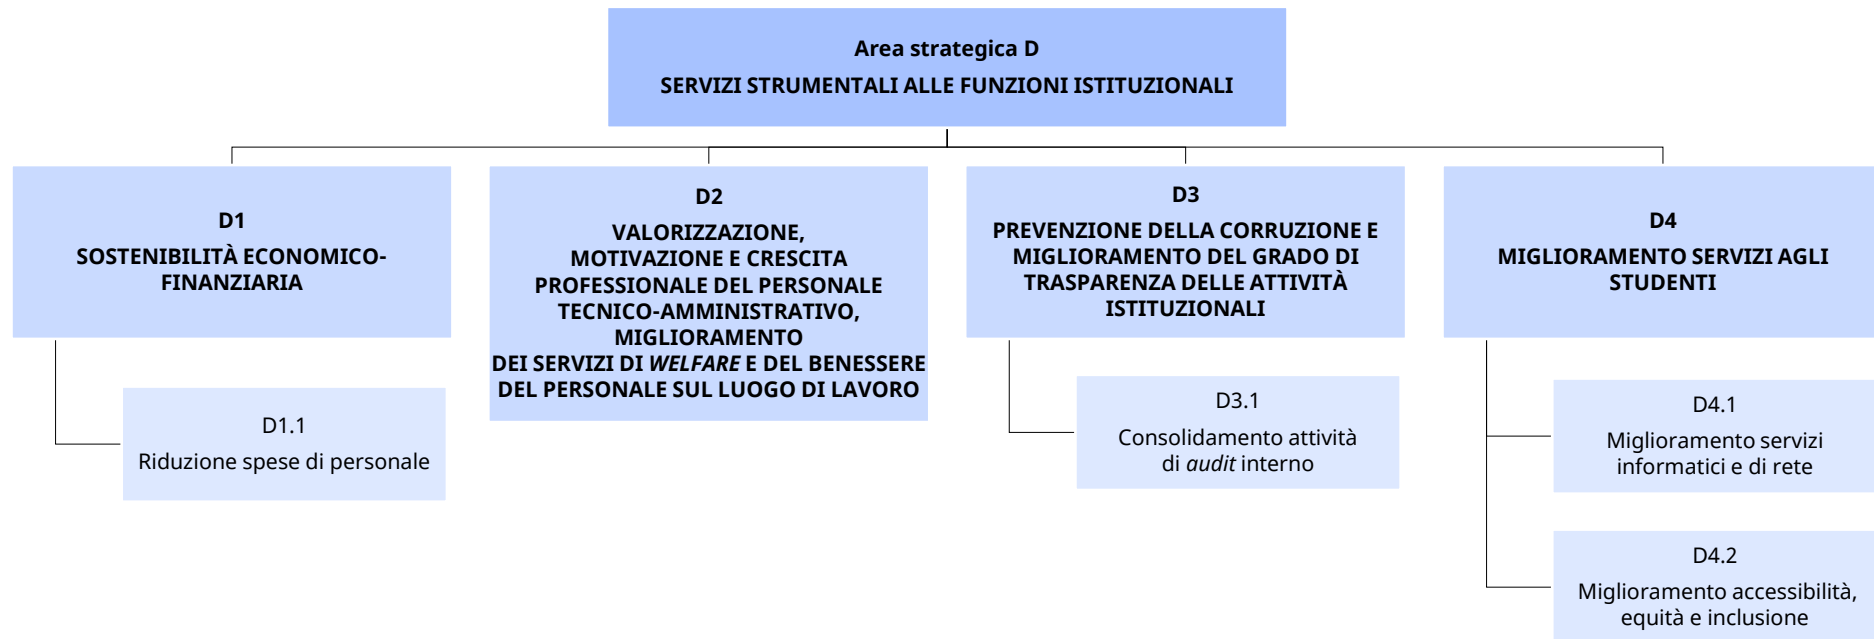 Area strategica D
SERVIZI STRUMENTALI ALLE FUNZIONI ISTITUZIONALI
D1
SOSTENIBILITÀ ECONOMICO-
FINANZIARIA
D1.1
Riduzione spese di personale
D2
VALORIZZAZIONE,
MOTIVAZIONE E CRESCITA
PROFESSIONALE DEL PERSONALE
TECNICO-AMMINISTRATIVO,
MIGLIORAMENTO
DEI SERVIZI DI WELFARE E DEL BENESSERE
DEL PERSONALE SUL LUOGO DI LAVORO
D3
PREVENZIONE DELLA CORRUZIONE E
MIGLIORAMENTO DEL GRADO DI
TRASPARENZA DELLE ATTIVITÀ
ISTITUZIONALI
D3.1
Consolidamento attività
di audit interno
D4
MIGLIORAMENTO SERVIZI AGLI
STUDENTI
D4.1
Miglioramento servizi
informatici e di rete
D4.2
Miglioramento accessibilità,
equità e inclusione